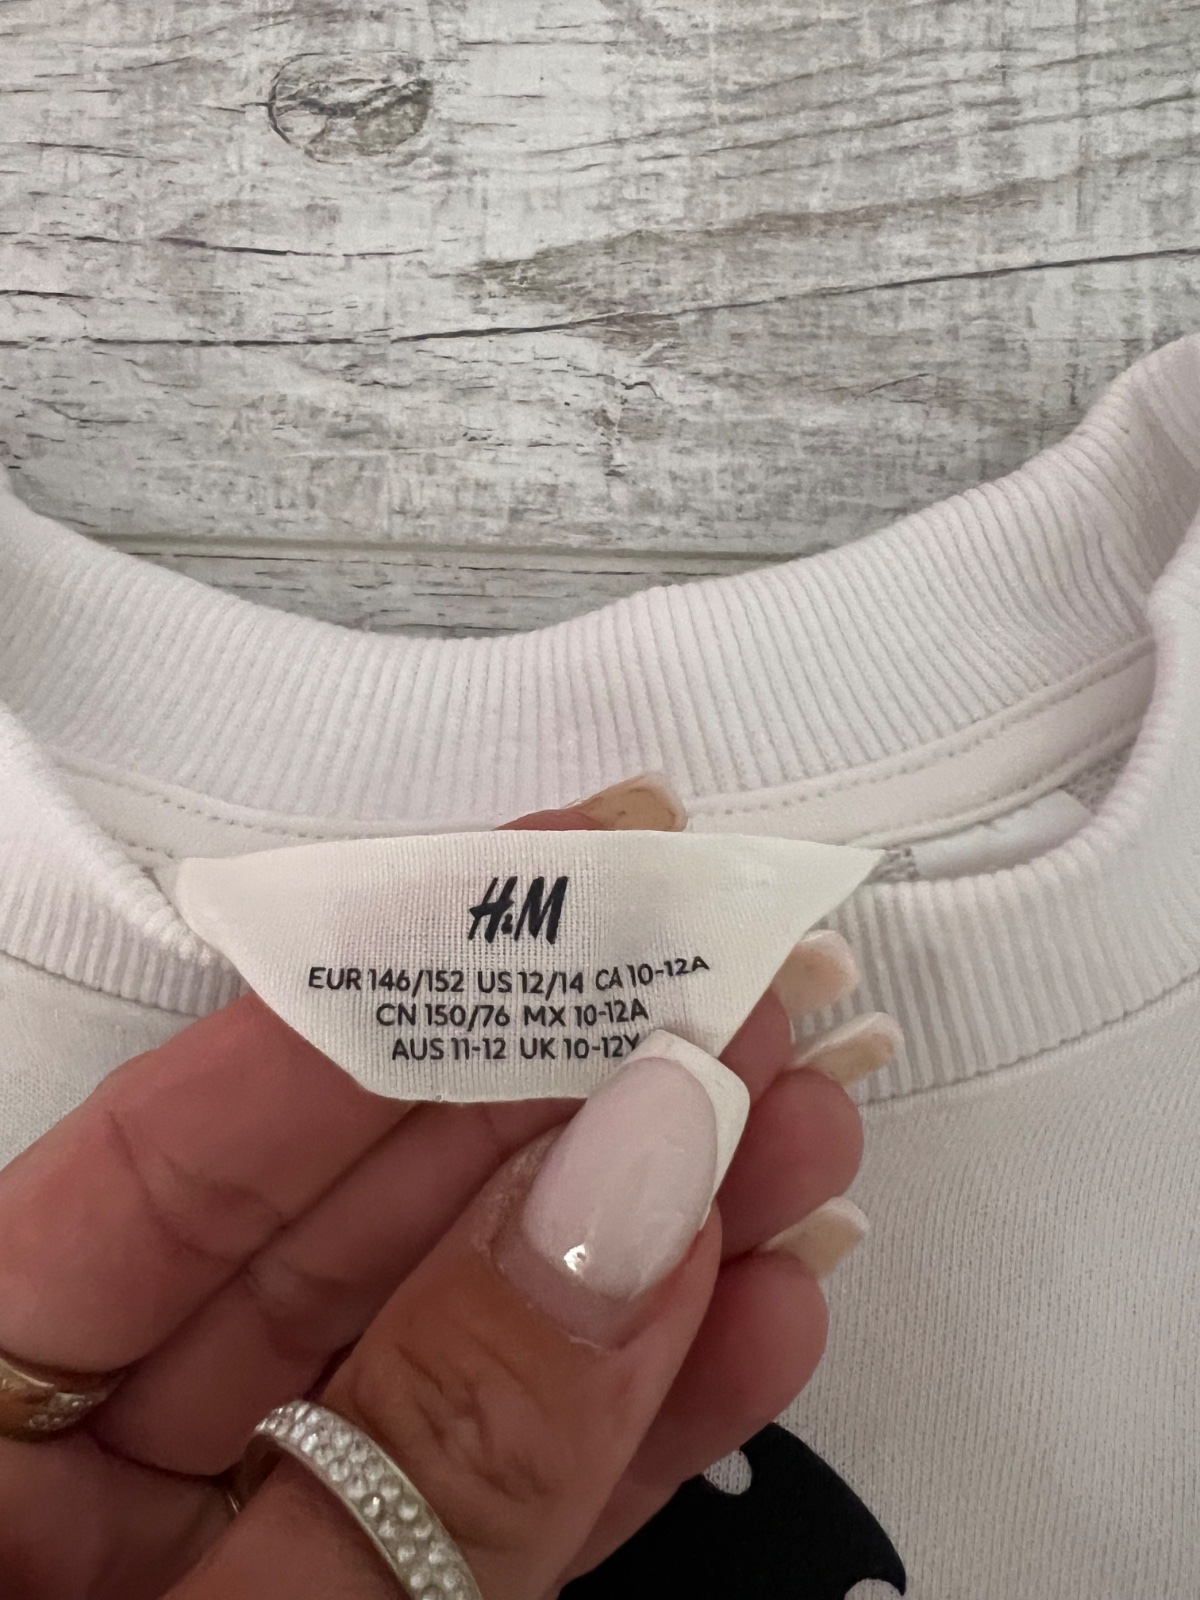 H&M
EUR 146/152 US 12/14 CA 10-12A
CN 150/76 MX 10-12A
AUS 11-12 UK 10-12Y